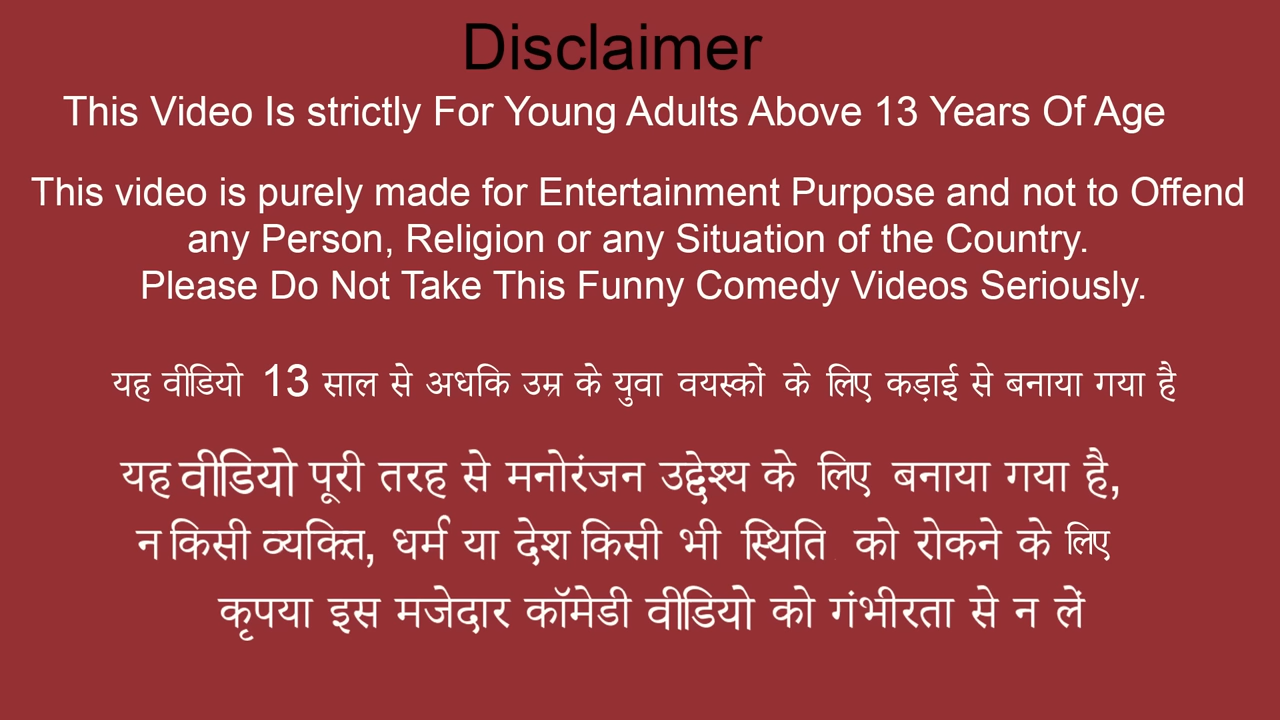 Disclaimer
This Video Is strictly For Young Adults Above 13 Years Of Age
This video is purely made for Entertainment Purpose and not to Offend
any Person, Religion or any Situation of the Country.
Please Do Not Take This Funny Comedy Videos Seriously.
यह वीडियो 13 साल से अधकि उम्र के युवा वयस्कों के लिए कड़ाई से बनाया गया है
यह वीडियो पूरी तरह से मनोरंजन उद्देश्य के लिए बनाया गया है,
न किसी व्यक्ति, धर्म या देश किसी भी स्थिति को रोकने के लिए
कृपया इस मजेदार कॉमेडी वीडियो को गंभीरता से न लें